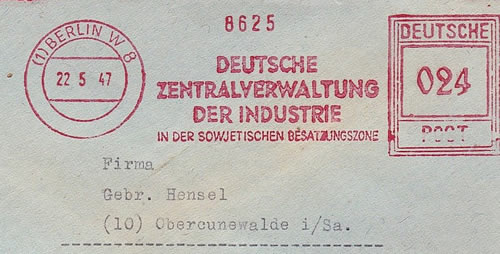 8625
(1) BERLIN W 8
22 5 47
DEUTSCHE
ZENTRALVERWALTUNG
DER INDUSTRIE
IN DER SOWJETISCHEN BESATZUNGSZONE
DEUTSCHE
024
POST
Firma
Gebr. Hensel
(10) Obercunewalde i/Sa.